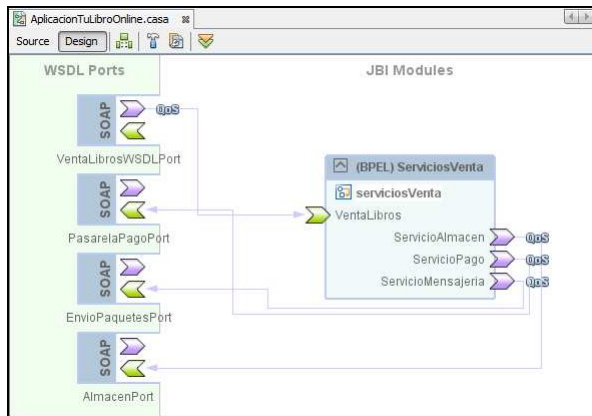 AplicacionTuLibroOnline.casa
Source Design
WSDL Ports
JBI Modules
SOAP
QoS
VentaLibrosWSDLPort
SOAP
PasarelaPagoPort
SOAP
EnvioPaquetesPort
SOAP
AlmacenPort
(BPEL) ServiciosVenta
serviciosVenta
VentaLibros
ServicioAlmacen QoS
ServicioPago QoS
ServicioMensajeria QoS